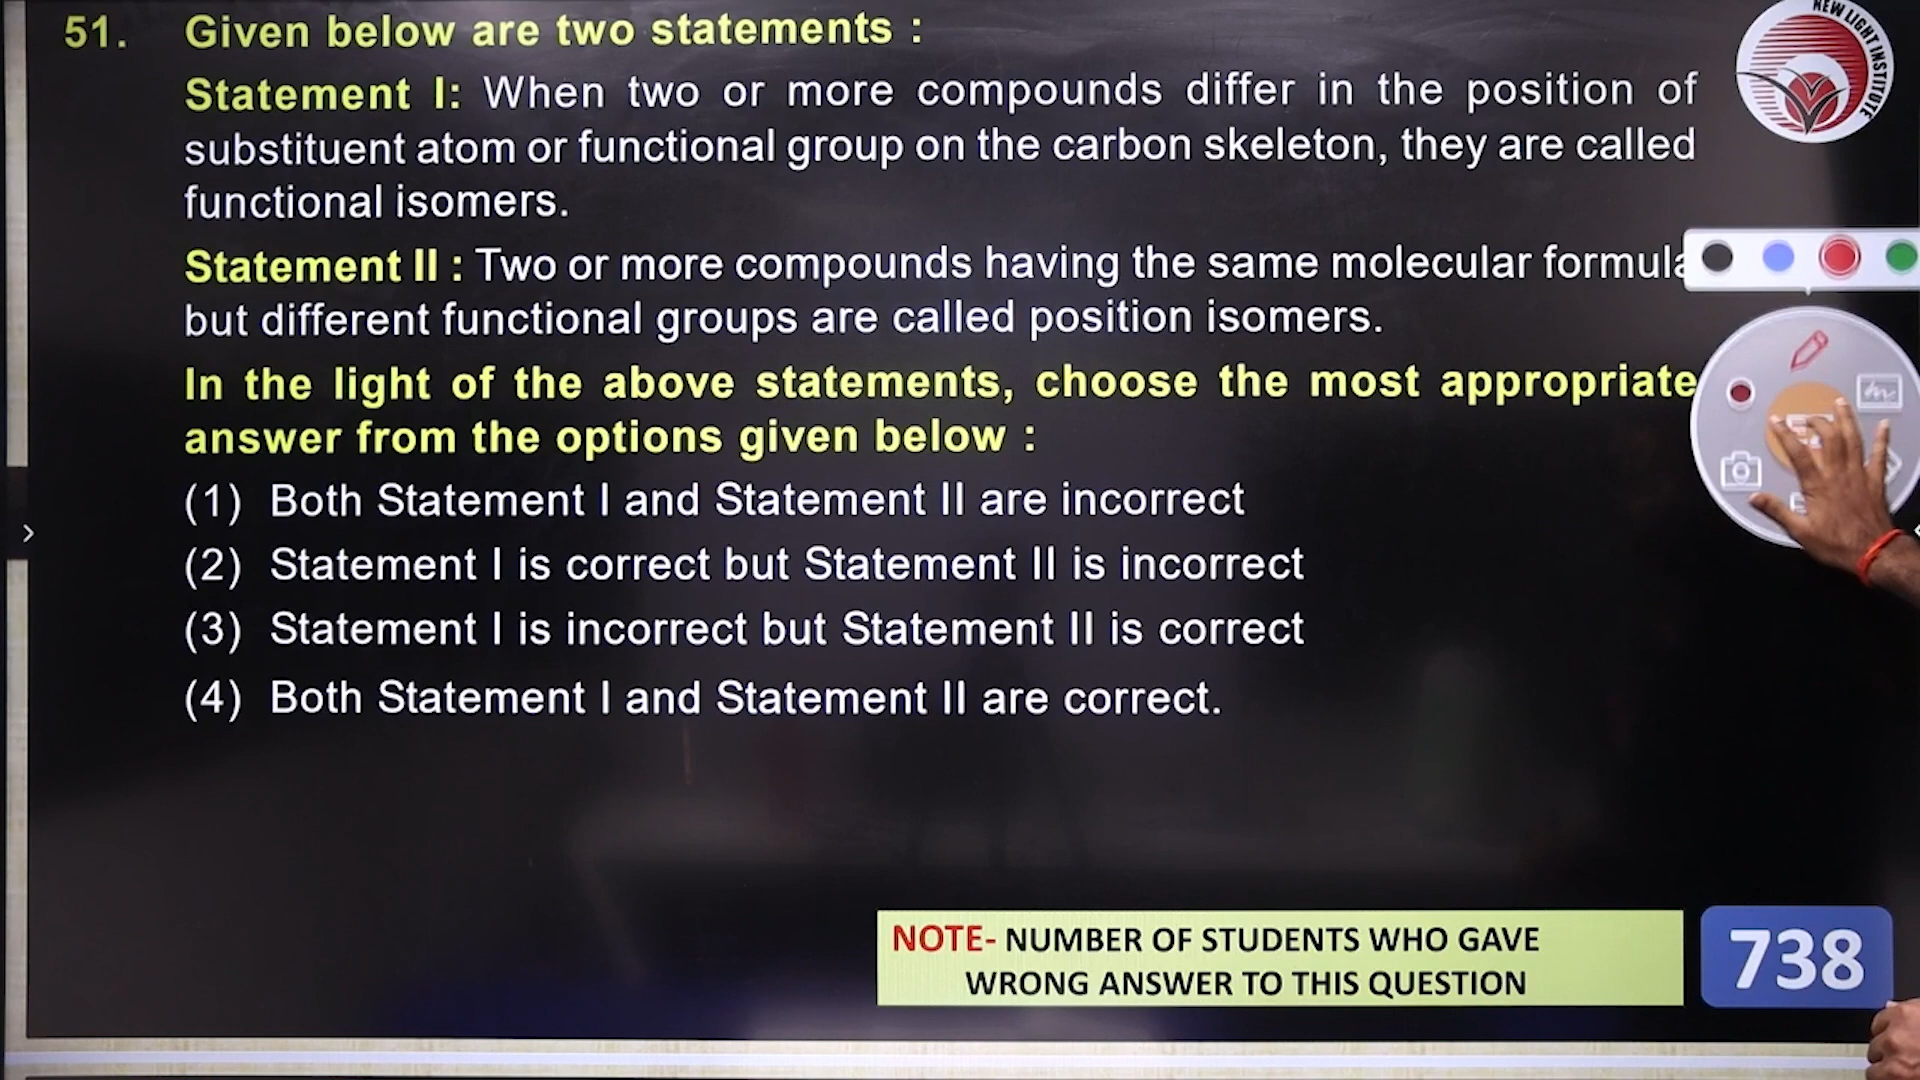 NEW LIGHT INSTITUTE
51. Given below are two statements :
Statement I: When two or more compounds differ in the position of
substituent atom or functional group on the carbon skeleton, they are called
functional isomers.
Statement II : Two or more compounds having the same molecular formula
but different functional groups are called position isomers.
In the light of the above statements, choose the most appropriate
answer from the options given below :
(1) Both Statement I and Statement II are incorrect
(2) Statement I is correct but Statement II is incorrect
(3) Statement I is incorrect but Statement II is correct
(4) Both Statement I and Statement II are correct.
NOTE- NUMBER OF STUDENTS WHO GAVE
WRONG ANSWER TO THIS QUESTION
738